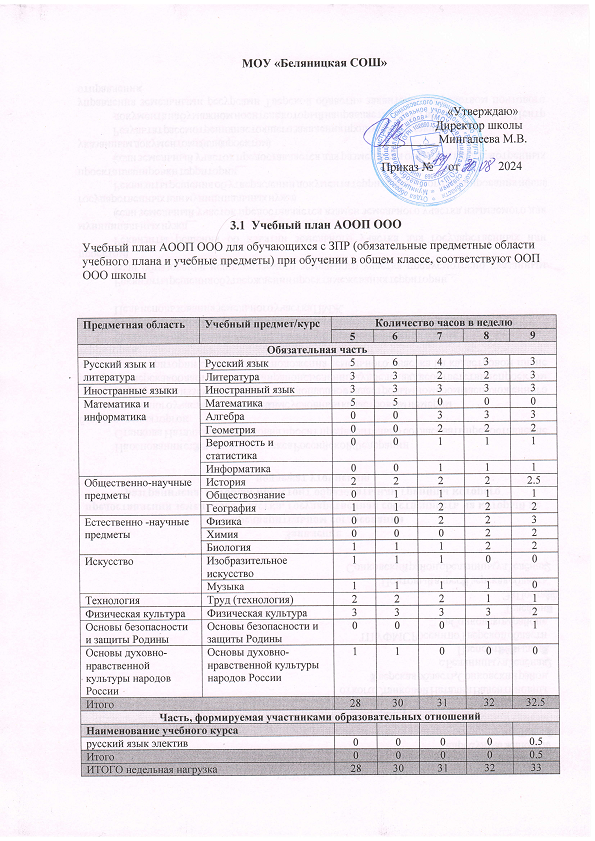 МОУ «Беляницкая СОШ»
«Утверждаю»
Директор школы
Мингалеева М.В.
Приказ № от 30.08 2024
3.1 Учебный план АООП ООО
Учебный план АООП ООО для обучающихся с ЗПР (обязательные предметные области
учебного плана и учебные предметы) при обучении в общем классе, соответствуют ООП
ООО школы
Предметная область Учебный предмет/курс Количество часов в неделю
5 6 7 8 9
Обязательная часть
Русский язык и литература Русский язык 5 6 4 3 3
Литература 3 3 2 2 3
Иностранные языки Иностранный язык 3 3 3 3 3
Математика и информатика Математика 5 5 0 0 0
Алгебра 0 0 3 3 3
Геометрия 0 0 2 2 2
Вероятность и статистика 0 0 1 1 1
Информатика 0 0 1 1 1
Общественно-научные предметы История 2 2 2 2 2.5
Обществознание 0 1 1 1 1
География 1 1 2 2 2
Естественно -научные предметы Физика 0 0 2 2 3
Химия 0 0 0 2 2
Биология 1 1 1 2 2
Искусство Изобразительное искусство 1 1 1 0 0
Музыка 1 1 1 1 0
Технология Труд (технология) 2 2 2 1 1
Физическая культура Физическая культура 3 3 3 3 2
Основы безопасности и защиты Родины Основы безопасности и защиты Родины 0 0 0 1 1
Основы духовно-нравственной культуры народов России Основы духовно-нравственной культуры народов России 1 1 0 0 0
Итого 28 30 31 32 32.5
Часть, формируемая участниками образовательных отношений
Наименование учебного курса
русский язык электив 0 0 0 0 0.5
Итого 0 0 0 0 0.5
ИТОГО недельная нагрузка 28 30 31 32 33